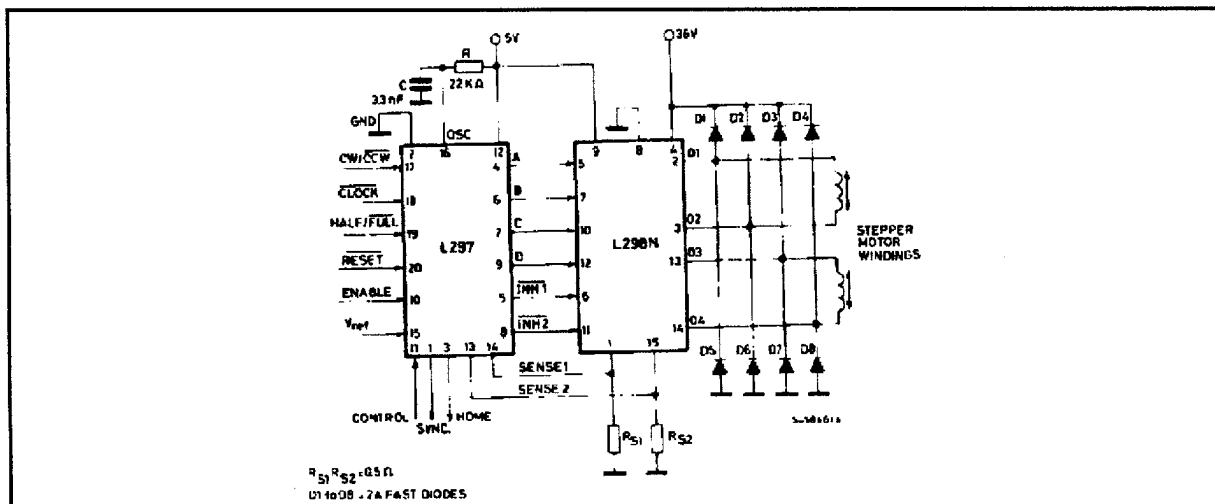 5V
36V
R
22KΩ
C
3.3nF
GND
OSC
D1 D2 D3 D4
2 16 12
9 8 4
CW/CCW 17
4 A 5
2 O1
CLOCK 18
6 B 7
HALF/FULL 19
7 C 10
3 O2
L297
L298N
STEPPER
MOTOR
WINDINGS
RESET 20
9 D 12
13 O3
ENABLE 10
5 INH1 6
Vref 15
8 INH2 11
14 O4
11 1 3 13 14
1 15
D5 D6 D7 D8
SENSE1
SENSE2
CONTROL
HOME
SYNC.
RS1 RS2
RS1 RS2 = 0.5 Ω
D1 to D8 = 2A FAST DIODES